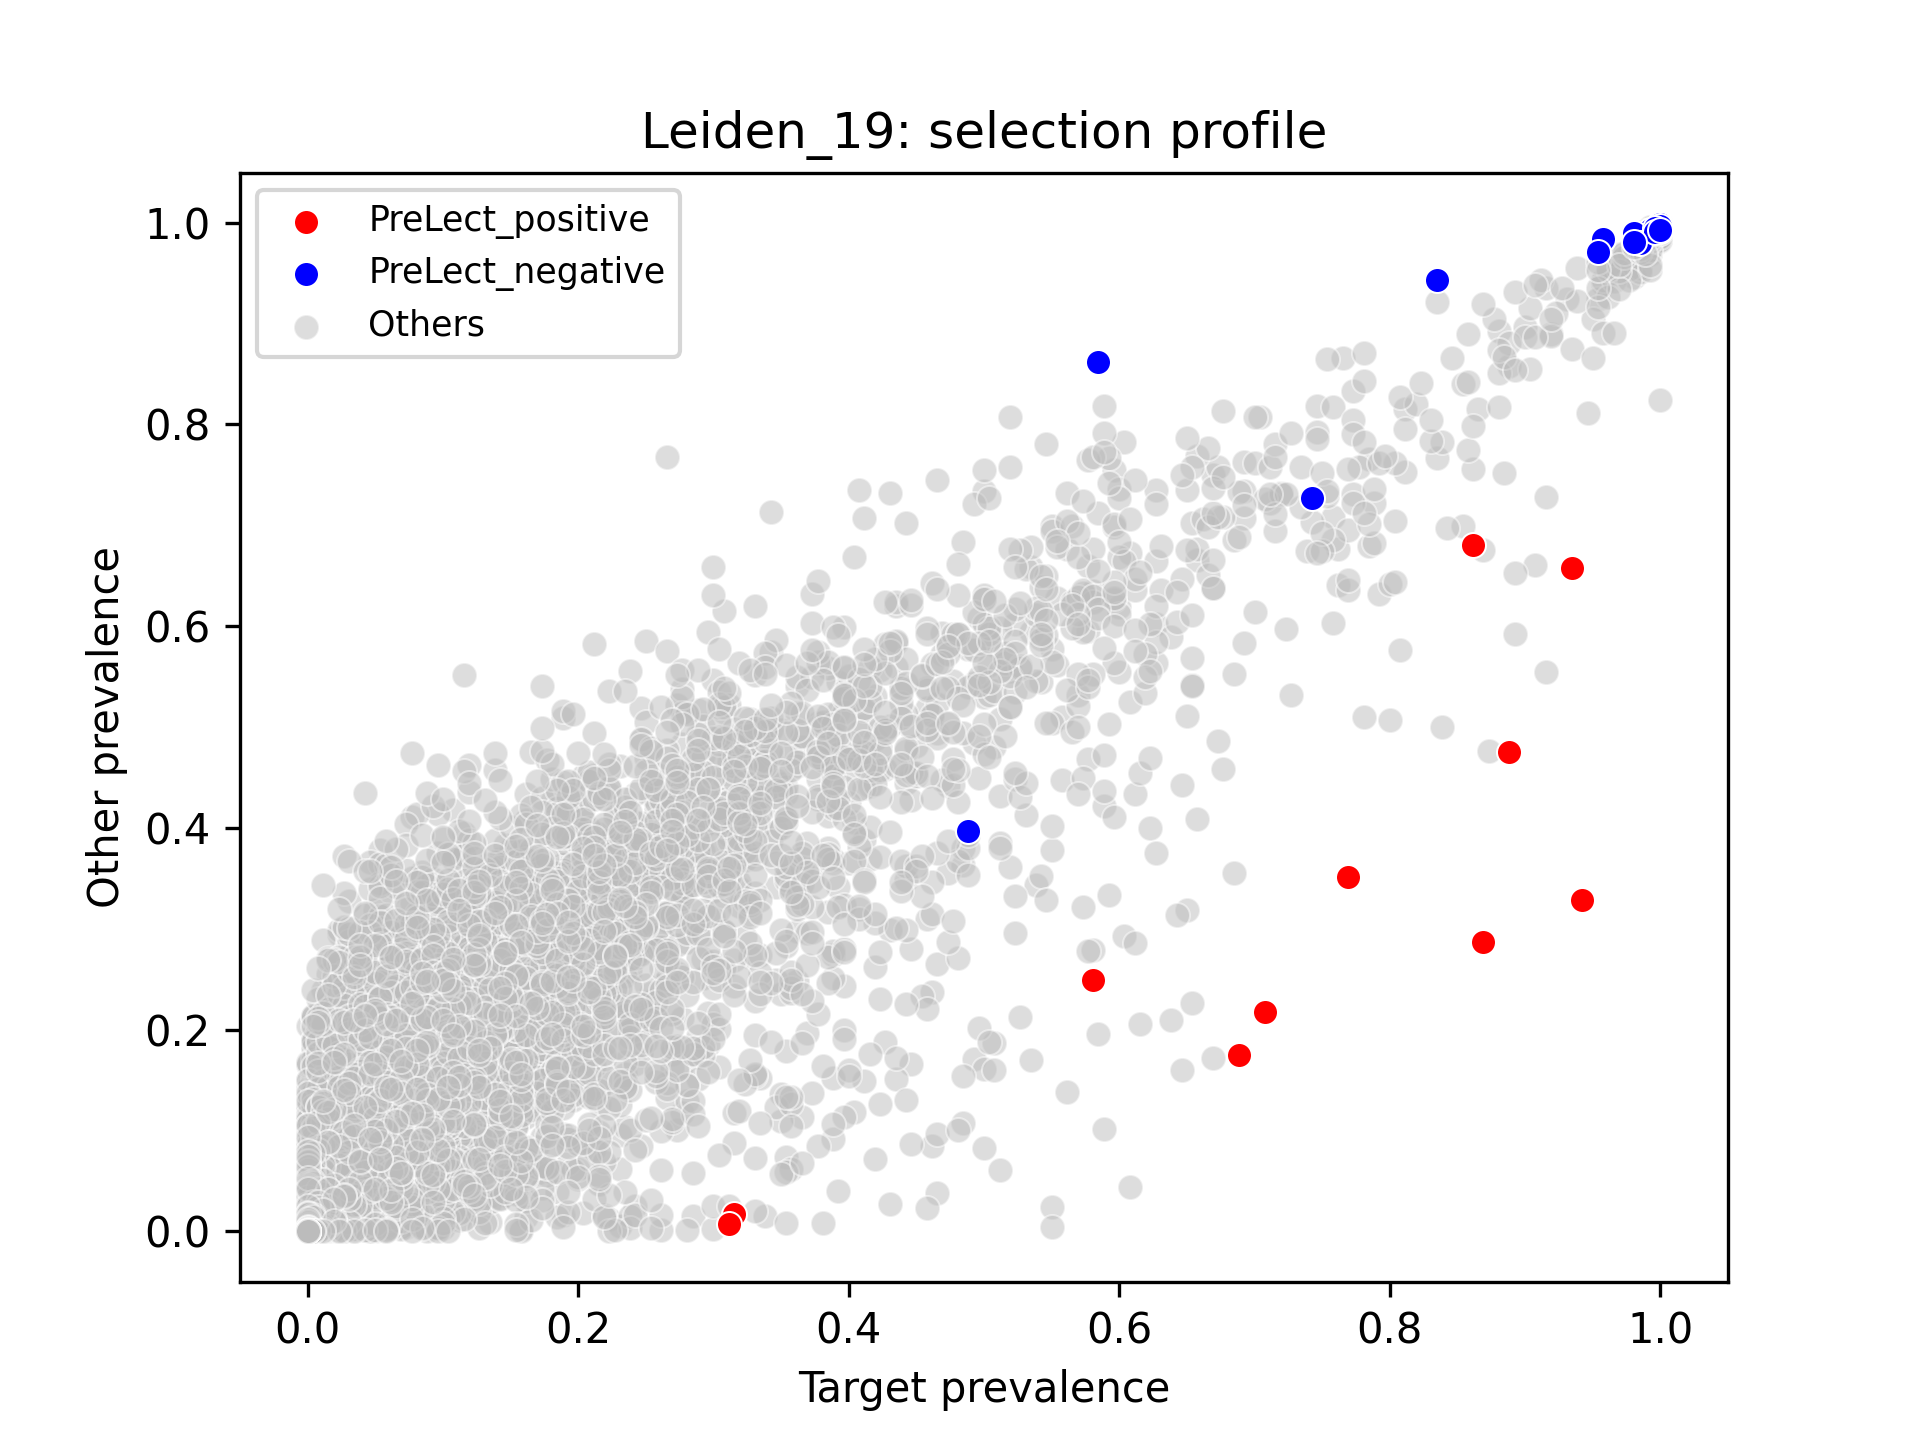 Leiden_19: selection profile
PreLect_positive
PreLect_negative
Others
1.0
0.8
0.6
0.4
0.2
0.0
Other prevalence
0.0 0.2 0.4 0.6 0.8 1.0
Target prevalence